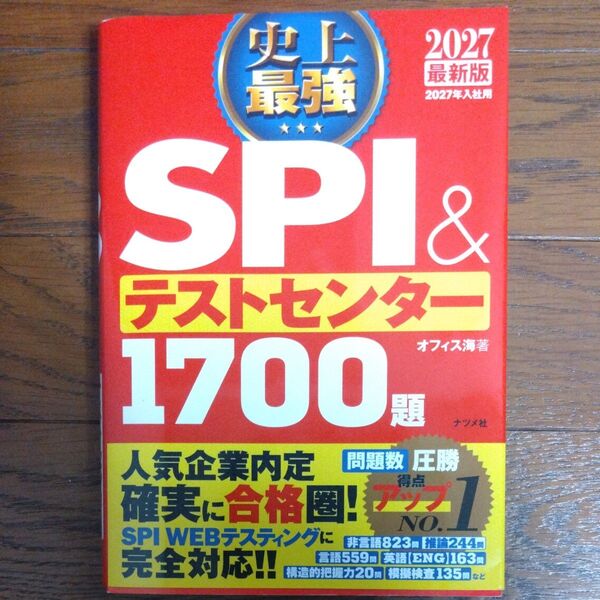 史上
最強
2027
最新版
2027年入社用
SPI&
テストセンター
オフィス海著
1700題
ナツメ社
人気企業内定
確実に合格圏!
SPI WEBテスティングに
完全対応!!
問題数 圧勝
得点
アップ
NO.1
非言語823問 推論244問
言語559問 英語【ENG】163問
構造的把握力20問 模擬検査135問など